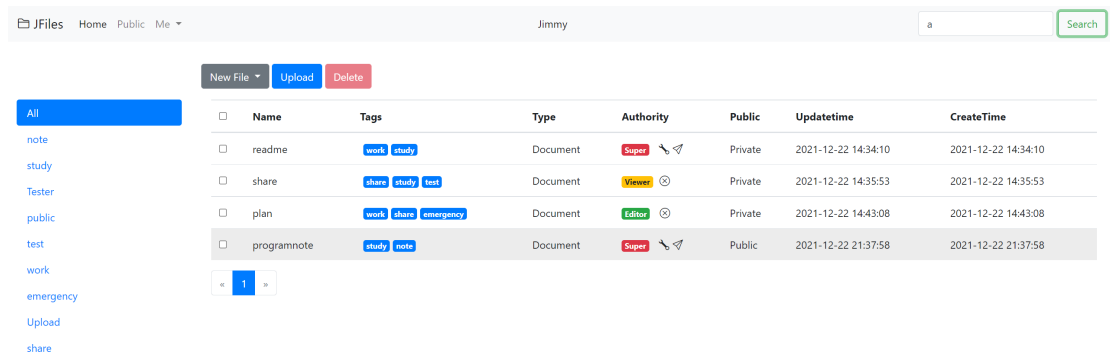 JFiles Home Public Me Jimmy a Search
New File Upload Delete
All
note
study
Tester
public
test
work
emergency
Upload
share
Name Tags Type Authority Public Updatetime CreateTime
readme work study Document Super Private 2021-12-22 14:34:10 2021-12-22 14:34:10
share share study test Document Viewer Private 2021-12-22 14:35:53 2021-12-22 14:35:53
plan work share emergency Document Editor Private 2021-12-22 14:43:08 2021-12-22 14:43:08
programnote study note Document Super Public 2021-12-22 21:37:58 2021-12-22 21:37:58
« 1 »